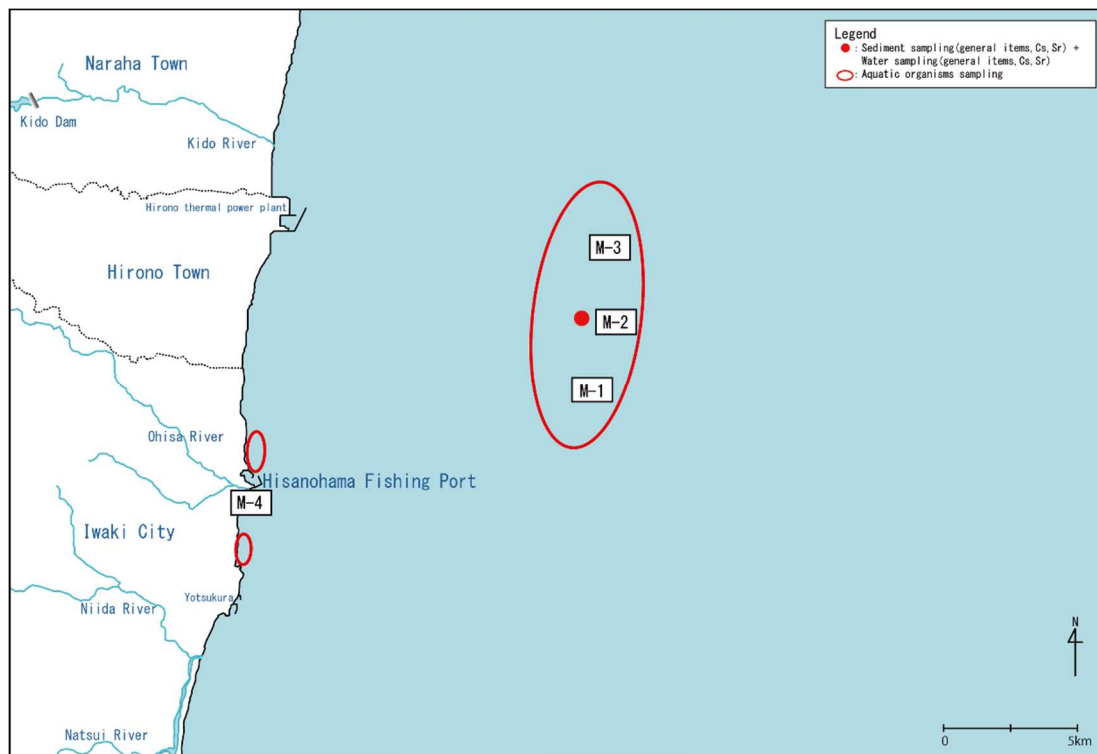 Legend
: Sediment sampling(general items,Cs,Sr) +
Water sampling(general items,Cs,Sr)
: Aquatic organisms sampling
Naraha Town
Kido Dam
Kido River
Hirono thermal power plant
M-3
Hirono Town
M-2
M-1
Ohisa River
Hisanohama Fishing Port
M-4
Iwaki City
Yotsukura
Niida River
N
Natsui River
0 5km